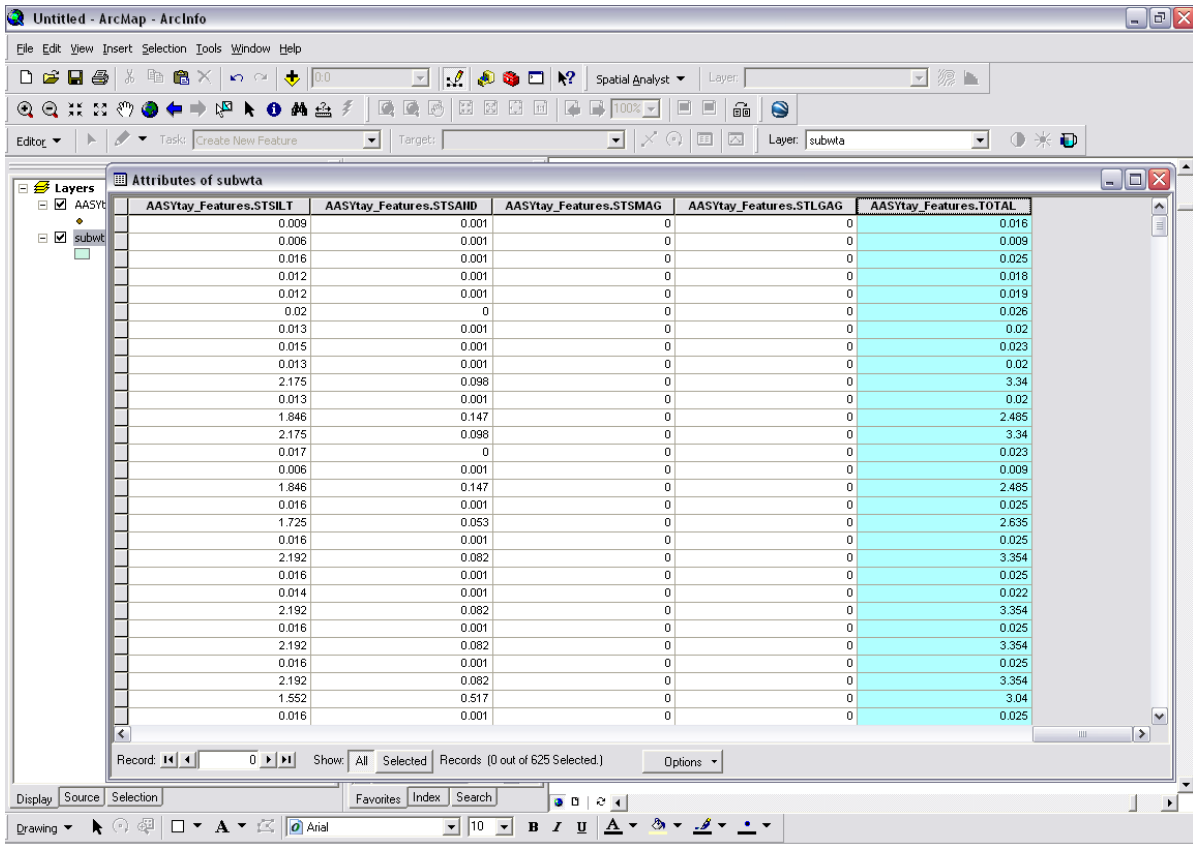 Untitled - ArcMap - ArcInfo
File Edit View Insert Selection Tools Window Help
0:0 Spatial Analyst Layer:
100%
Editor Task: Create New Feature Target: Layer: subwta
Layers
AASYt
subwt
Attributes of subwta
AASYtay_Features.STSILT AASYtay_Features.STSAND AASYtay_Features.STSMAG AASYtay_Features.STLGAG AASYtay_Features.TOTAL
0.009 0.001 0 0 0.016
0.006 0.001 0 0 0.009
0.016 0.001 0 0 0.025
0.012 0.001 0 0 0.018
0.012 0.001 0 0 0.019
0.02 0 0 0 0.026
0.013 0.001 0 0 0.02
0.015 0.001 0 0 0.023
0.013 0.001 0 0 0.02
2.175 0.098 0 0 3.34
0.013 0.001 0 0 0.02
1.846 0.147 0 0 2.485
2.175 0.098 0 0 3.34
0.017 0 0 0 0.023
0.006 0.001 0 0 0.009
1.846 0.147 0 0 2.485
0.016 0.001 0 0 0.025
1.725 0.053 0 0 2.635
0.016 0.001 0 0 0.025
2.192 0.082 0 0 3.354
0.016 0.001 0 0 0.025
0.014 0.001 0 0 0.022
2.192 0.082 0 0 3.354
0.016 0.001 0 0 0.025
2.192 0.082 0 0 3.354
0.016 0.001 0 0 0.025
2.192 0.082 0 0 3.354
1.552 0.517 0 0 3.04
0.016 0.001 0 0 0.025
Record: 0 Show: All Selected Records (0 out of 625 Selected.) Options
Display Source Selection Favorites Index Search
Drawing A Arial 10 B I U A